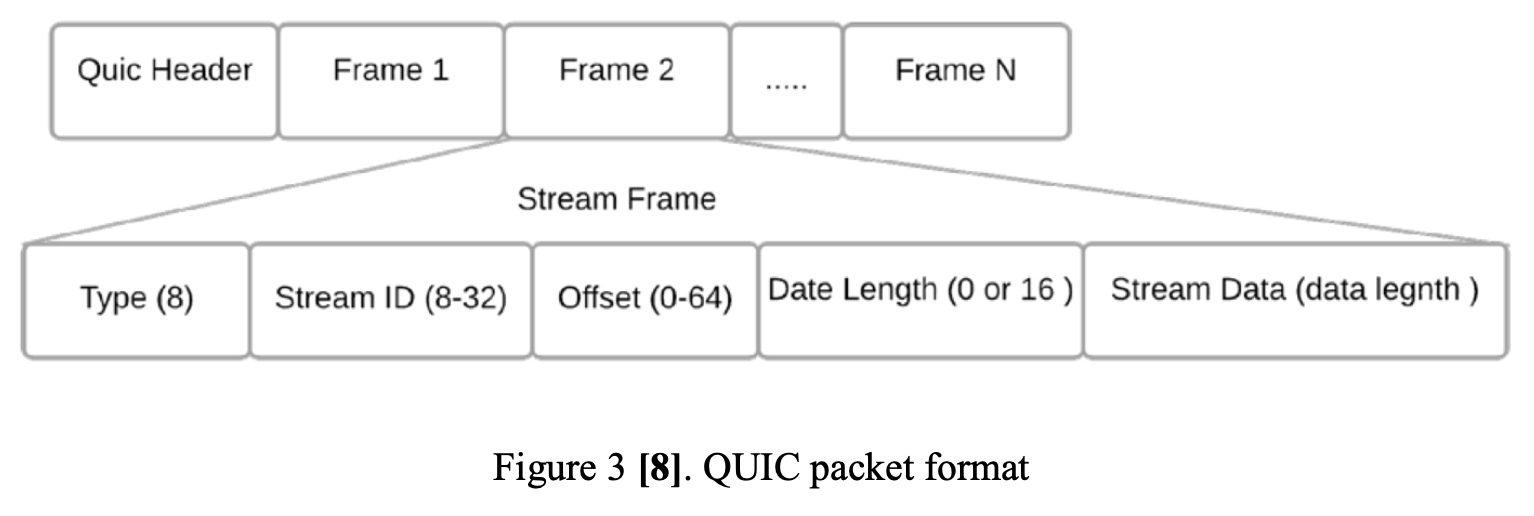 Quic Header Frame 1 Frame 2 ..... Frame N
Stream Frame
Type (8) Stream ID (8-32) Offset (0-64) Date Length (0 or 16 ) Stream Data (data legnth )
Figure 3 [8]. QUIC packet format